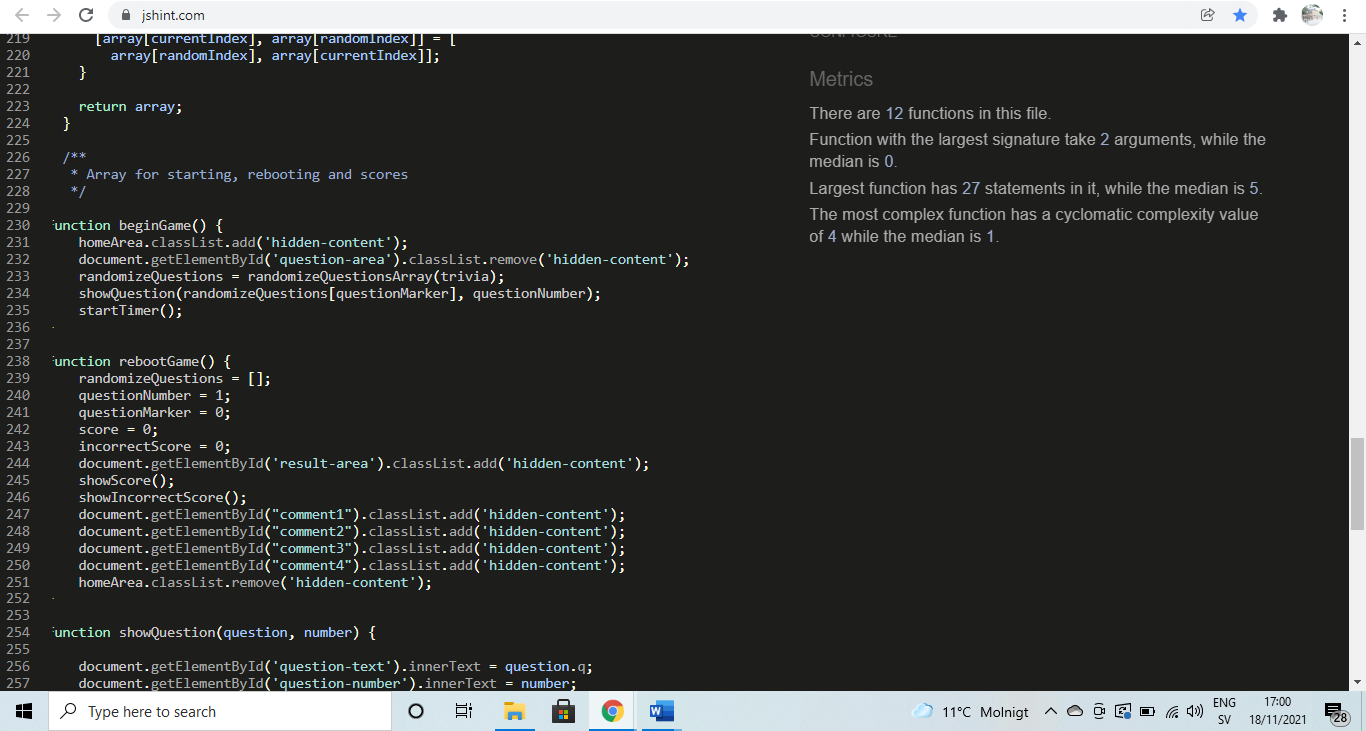 jshint.com
219 [array[currentIndex], array[randomIndex]] = [
220 array[randomIndex], array[currentIndex]];
221 }
222
223 return array;
224 }
225
226 /**
227 * Array for starting, rebooting and scores
228 */
229
230 unction beginGame() {
231 homeArea.classList.add('hidden-content');
232 document.getElementById('question-area').classList.remove('hidden-content');
233 randomizeQuestions = randomizeQuestionsArray(trivia);
234 showQuestion(randomizeQuestions[questionMarker], questionNumber);
235 startTimer();
236
237
238 unction rebootGame() {
239 randomizeQuestions = [];
240 questionNumber = 1;
241 questionMarker = 0;
242 score = 0;
243 incorrectScore = 0;
244 document.getElementById('result-area').classList.add('hidden-content');
245 showScore();
246 showIncorrectScore();
247 document.getElementById("comment1").classList.add('hidden-content');
248 document.getElementById("comment2").classList.add('hidden-content');
249 document.getElementById("comment3").classList.add('hidden-content');
250 document.getElementById("comment4").classList.add('hidden-content');
251 homeArea.classList.remove('hidden-content');
252
253
254 unction showQuestion(question, number) {
255
256 document.getElementById('question-text').innerText = question.q;
257 document.getElementById('question-number').innerText = number;
CONFIGURE
Metrics
There are 12 functions in this file.
Function with the largest signature take 2 arguments, while the
median is 0.
Largest function has 27 statements in it, while the median is 5.
The most complex function has a cyclomatic complexity value
of 4 while the median is 1.
Type here to search
W
11°C Molnigt
ENG
SV
17:00
18/11/2021
28